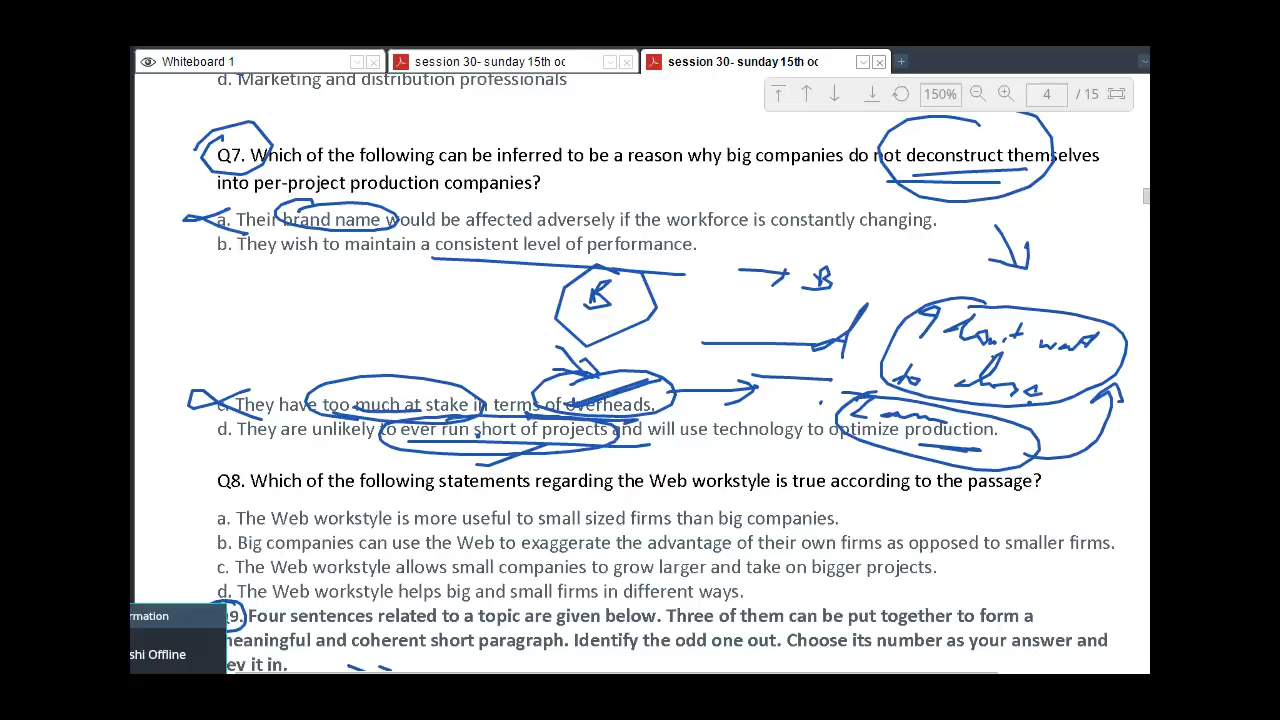 Whiteboard 1
session 30- sunday 15th oc
session 30- sunday 15th oc
d. Marketing and distribution professionals
150%
4
/ 15
Q7. Which of the following can be inferred to be a reason why big companies do not deconstruct themselves
into per-project production companies?
a. Their brand name would be affected adversely if the workforce is constantly changing.
b. They wish to maintain a consistent level of performance.
B
B
I don't want
to close
c. They have too much at stake in terms of overheads.
d. They are unlikely to ever run short of projects and will use technology to optimize production.
Q8. Which of the following statements regarding the Web workstyle is true according to the passage?
a. The Web workstyle is more useful to small sized firms than big companies.
b. Big companies can use the Web to exaggerate the advantage of their own firms as opposed to smaller firms.
c. The Web workstyle allows small companies to grow larger and take on bigger projects.
d. The Web workstyle helps big and small firms in different ways.
rmation
Q9. Four sentences related to a topic are given below. Three of them can be put together to form a
meaningful and coherent short paragraph. Identify the odd one out. Choose its number as your answer and
shi Offline
key it in.